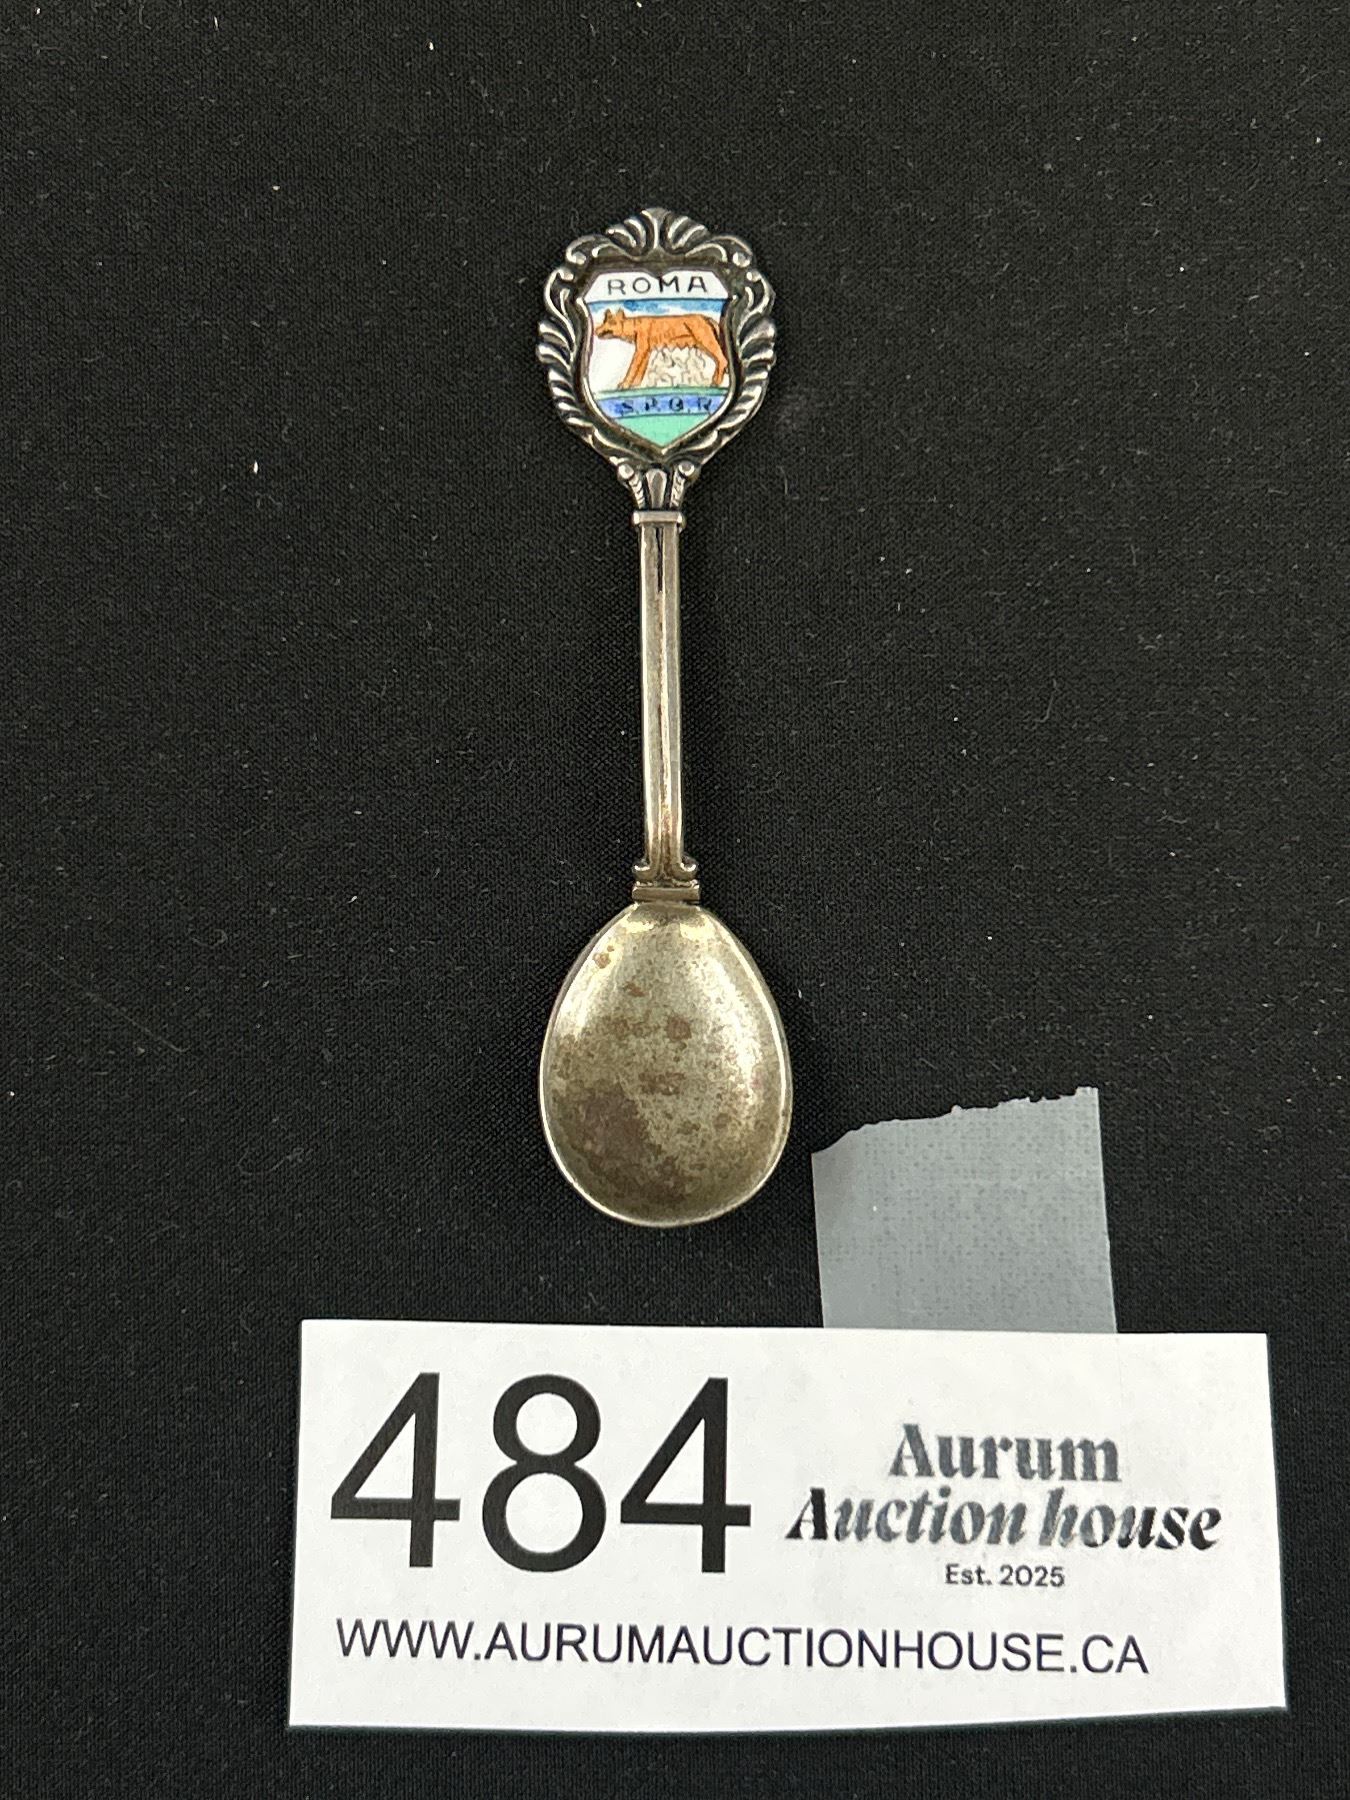 ROMA
S.P.Q.R
484
Aurum
Auction house
Est. 2025
WWW.AURUMAUCTIONHOUSE.CA